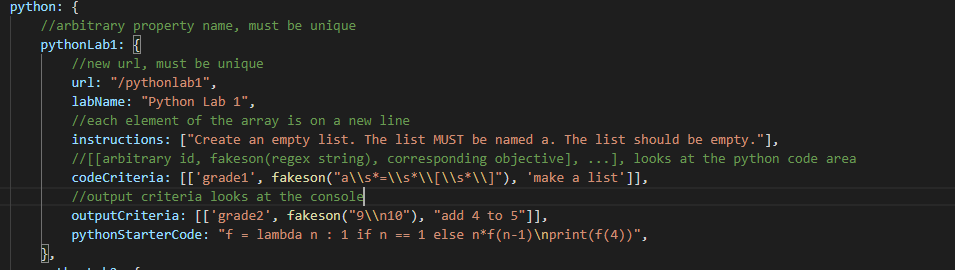 python: {
//arbitrary property name, must be unique
pythonLab1: {
//new url, must be unique
url: "/pythonlab1",
labName: "Python Lab 1",
//each element of the array is on a new line
instructions: ["Create an empty list. The list MUST be named a. The list should be empty."],
//[[arbitrary id, fakeson(regex string), corresponding objective], ...], looks at the python code area
codeCriteria: [['grade1', fakeson("a\\s*=\\s*\\[\\s*\\]"), 'make a list']],
//output criteria looks at the console
outputCriteria: [['grade2', fakeson("9\\n10"), "add 4 to 5"]],
pythonStarterCode: "f = lambda n : 1 if n == 1 else n*f(n-1)\nprint(f(4))",
},